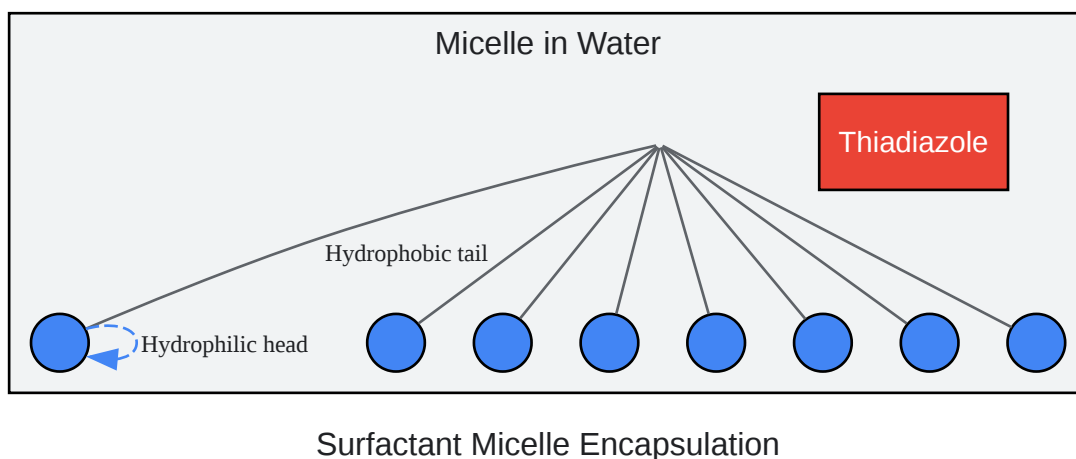 Micelle in Water
Thiadiazole
Hydrophobic tail
Hydrophilic head
Surfactant Micelle Encapsulation